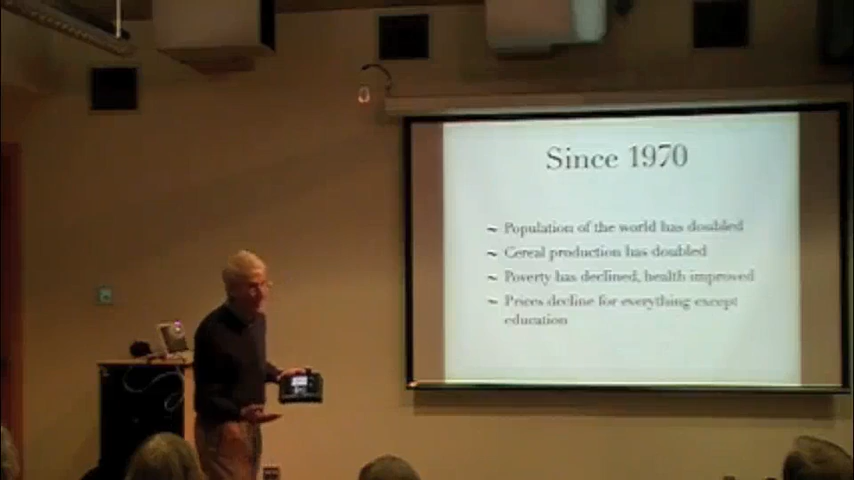 Since 1970
~ Population of the world has doubled
~ Cereal production has doubled
~ Poverty has declined, health improved
~ Prices decline for everything except
education